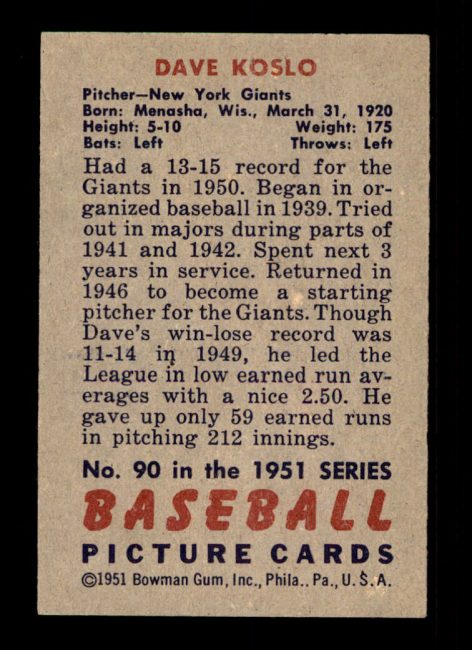 DAVE KOSLO
Pitcher—New York Giants
Born: Menasha, Wis., March 31, 1920
Height: 5-10 Weight: 175
Bats: Left Throws: Left
Had a 13-15 record for the
Giants in 1950. Began in or-
ganized baseball in 1939. Tried
out in majors during parts of
1941 and 1942. Spent next 3
years in service. Returned in
1946 to become a starting
pitcher for the Giants. Though
Dave's win-lose record was
11-14 in 1949, he led the
League in low earned run av-
erages with a nice 2.50. He
gave up only 59 earned runs
in pitching 212 innings.
No. 90 in the 1951 SERIES
BASEBALL
PICTURE CARDS
©1951 Bowman Gum, Inc., Phila.. Pa., U.S.A.